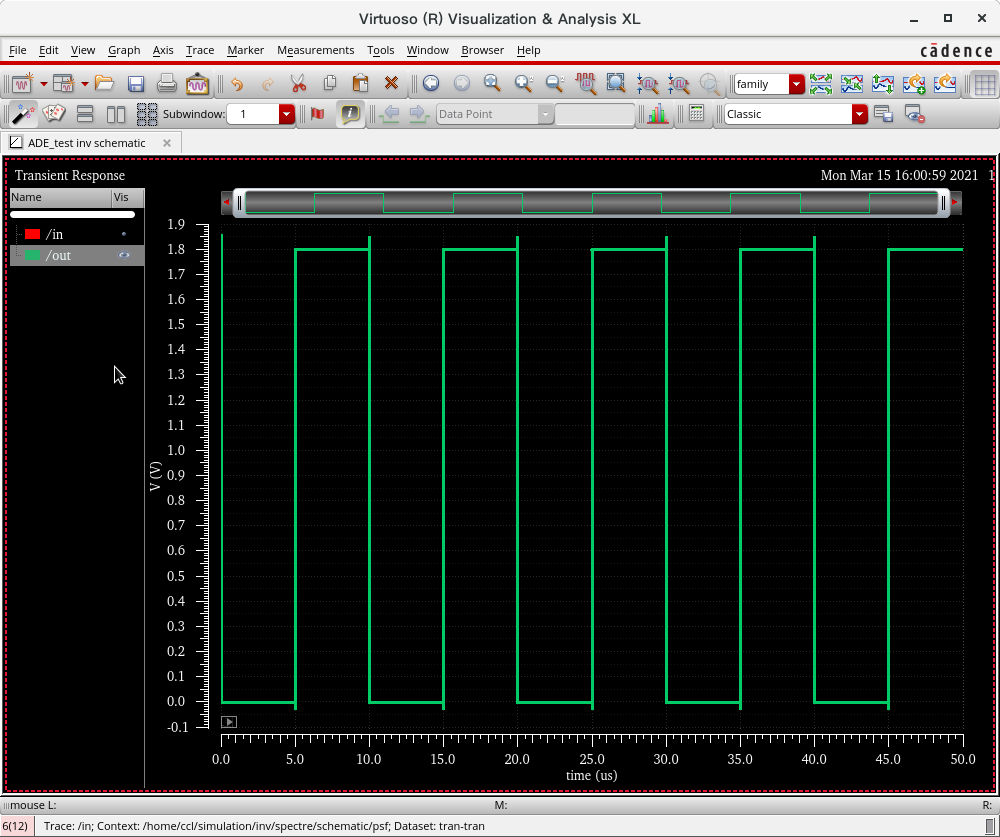 Virtuoso (R) Visualization & Analysis XL
File Edit View Graph Axis Trace Marker Measurements Tools Window Browser Help
cādence
family
Subwindow: 1
Data Point
Classic
ADE_test inv schematic
Transient Response
Mon Mar 15 16:00:59 2021 1
Name Vis
/in
/out
1.9
1.8
1.7
1.6
1.5
1.4
1.3
1.2
1.1
1.0
0.9
0.8
0.7
0.6
0.5
0.4
0.3
0.2
0.1
0.0
-0.1
V (V)
0.0 5.0 10.0 15.0 20.0 25.0 30.0 35.0 40.0 45.0 50.0
time (us)
mouse L: M: R:
6(12) Trace: /in; Context: /home/ccl/simulation/inv/spectre/schematic/psf; Dataset: tran-tran